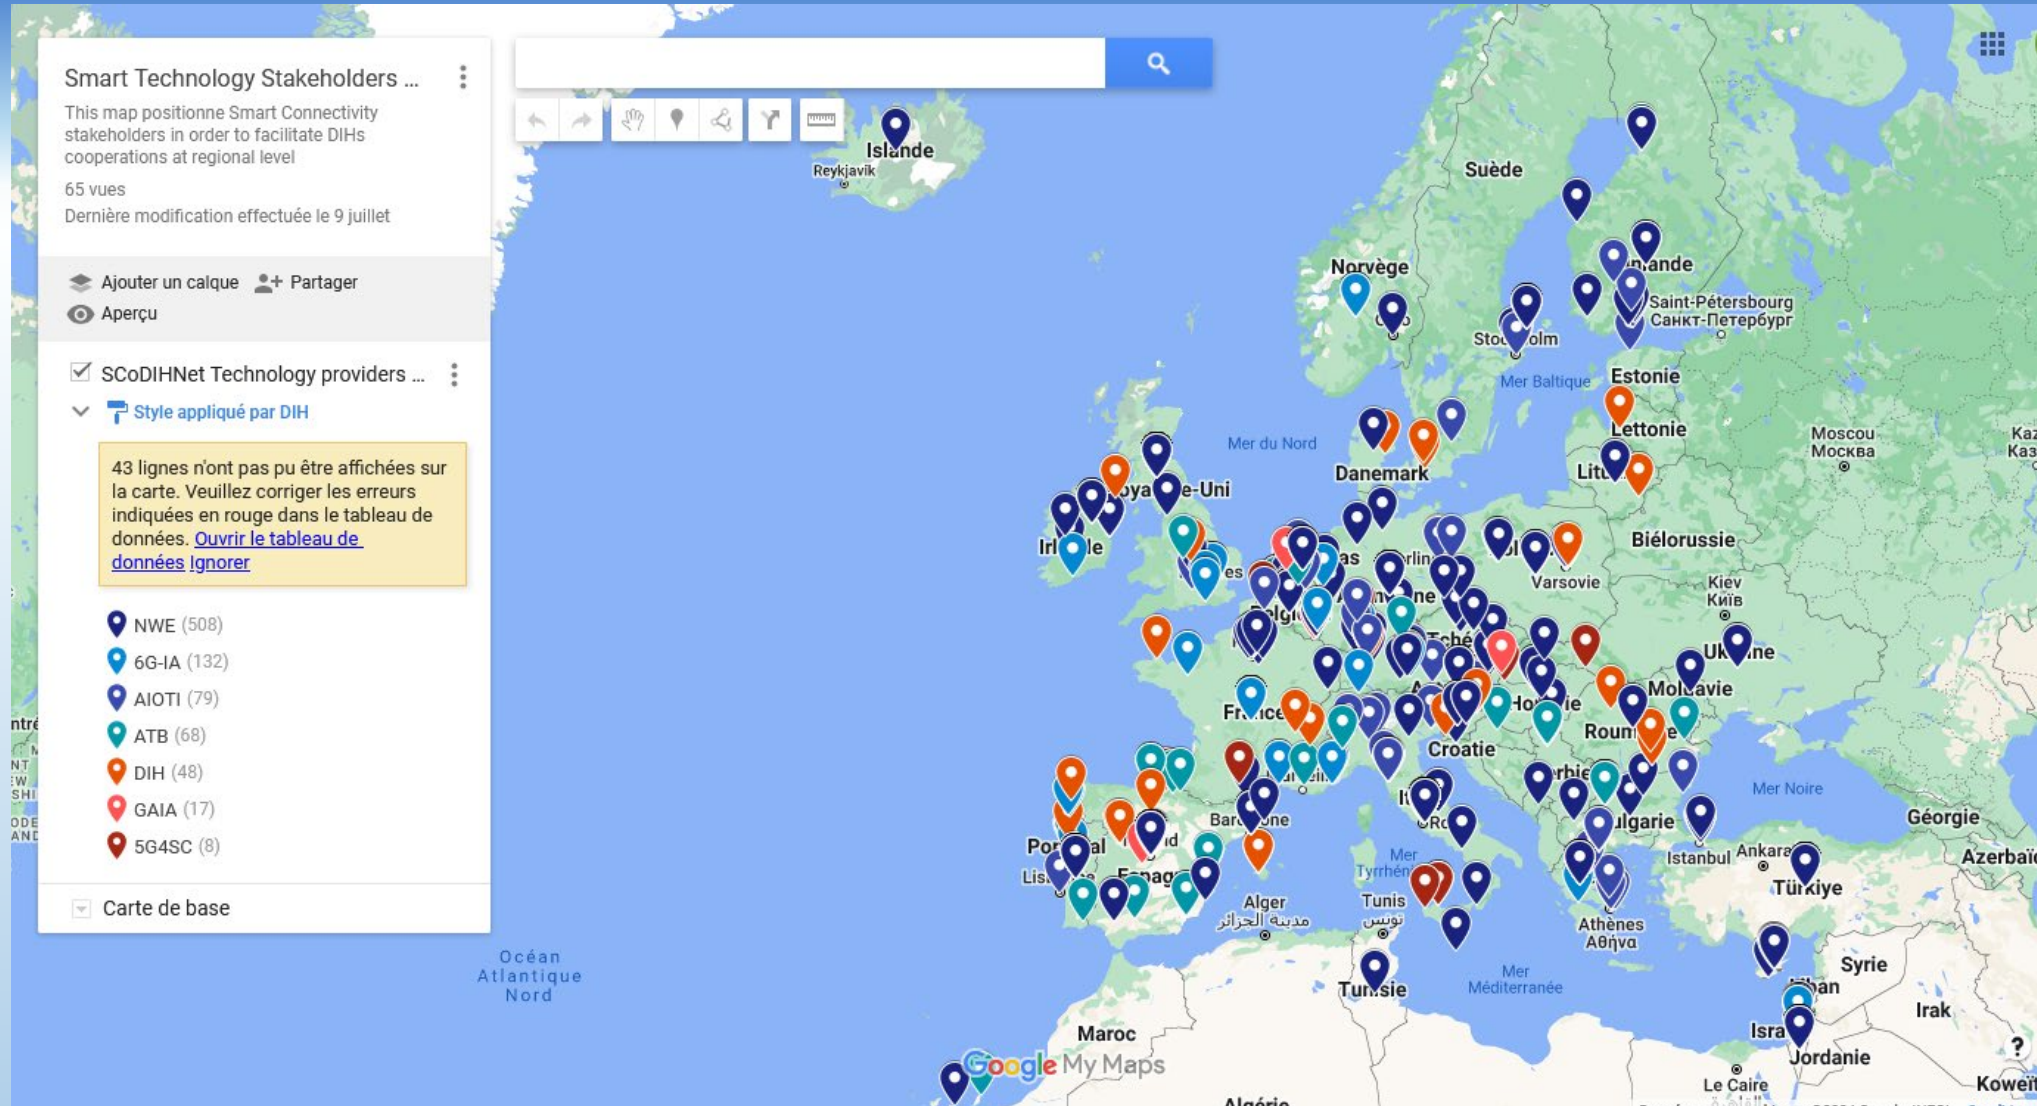 Smart Technology Stakeholders ...
This map positionne Smart Connectivity
stakeholders in order to facilitate DIHs
cooperations at regional level
65 vues
Dernière modification effectuée le 9 juillet
Ajouter un calque
Partager
Aperçu
SCoDIHNet Technology providers ...
Style appliqué par DIH
43 lignes n'ont pas pu être affichées sur
la carte. Veuillez corriger les erreurs
indiquées en rouge dans le tableau de
données. Ouvrir le tableau de
données Ignorer
NWE (508)
6G-IA (132)
AIOTI (79)
ATB (68)
DIH (48)
GAIA (17)
5G4SC (8)
Carte de base
Islande
Reykjavik
Suède
Norvège
Saint-Pétersbourg
Санкт-Петербург
Mer Baltique
Estonie
Lettonie
Moscou
Москва
Mer du Nord
Danemark
Biélorussie
Varsovie
Kiev
Київ
Moldavie
Croatie
Mer Noire
Géorgie
Istanbul
Ankara
Türkiye
Mer
Alger
مدينة الجزائر
Tunis
تونس
Athènes
Αθήνα
Océan
Atlantique
Nord
Mer
Méditerranée
Syrie
Tunisie
Irak
Maroc
Jordanie
Google My Maps
Le Caire
?